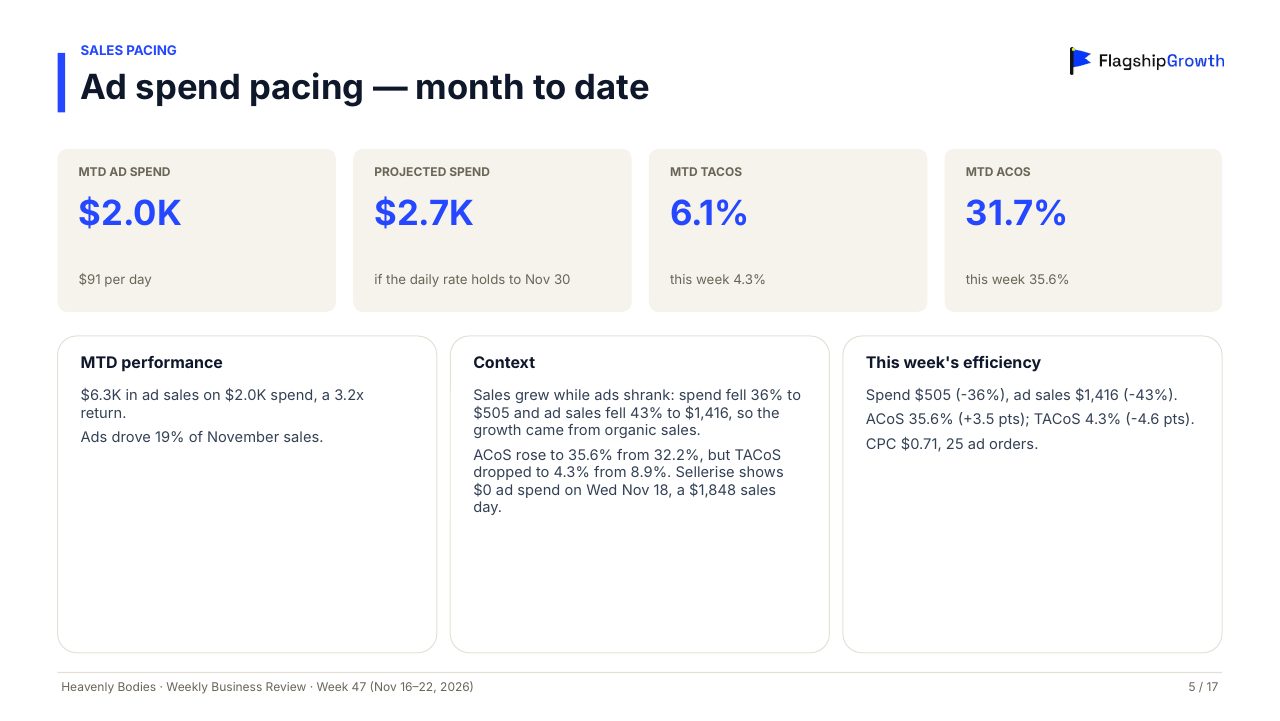 SALES PACING
Ad spend pacing — month to date
FlagshipGrowth
MTD AD SPEND
$2.0K
$91 per day
PROJECTED SPEND
$2.7K
if the daily rate holds to Nov 30
MTD TACOS
6.1%
this week 4.3%
MTD ACOS
31.7%
this week 35.6%
MTD performance
$6.3K in ad sales on $2.0K spend, a 3.2x
return.
Ads drove 19% of November sales.
Context
Sales grew while ads shrank: spend fell 36% to
$505 and ad sales fell 43% to $1,416, so the
growth came from organic sales.
ACoS rose to 35.6% from 32.2%, but TACoS
dropped to 4.3% from 8.9%. Sellerise shows
$0 ad spend on Wed Nov 18, a $1,848 sales
day.
This week's efficiency
Spend $505 (-36%), ad sales $1,416 (-43%).
ACoS 35.6% (+3.5 pts); TACoS 4.3% (-4.6 pts).
CPC $0.71, 25 ad orders.
Heavenly Bodies · Weekly Business Review · Week 47 (Nov 16–22, 2026)
5 / 17